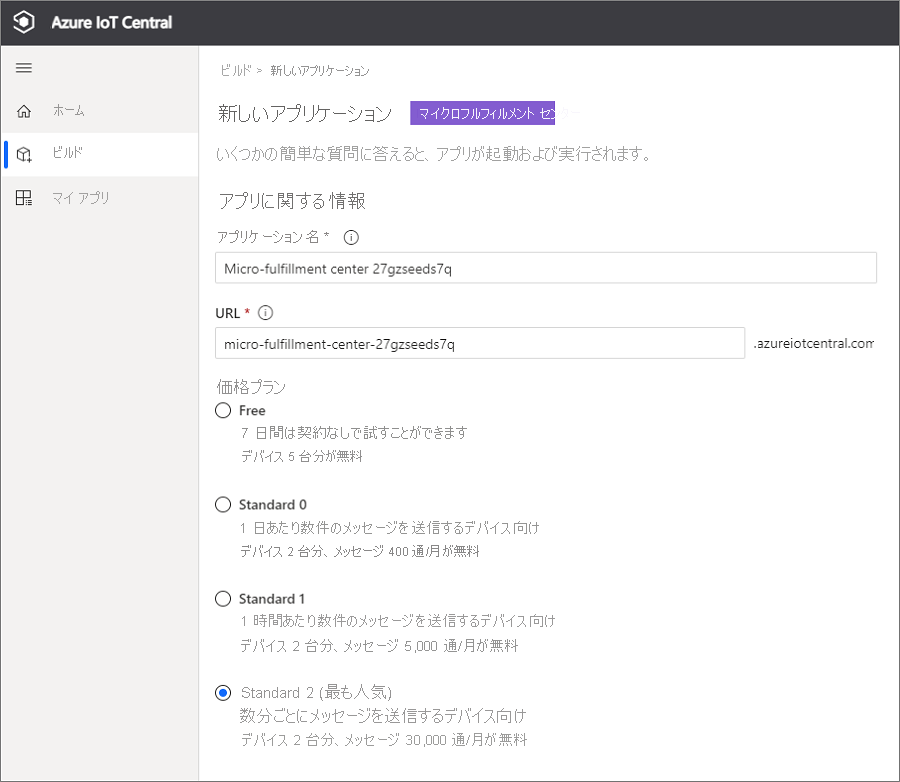 Azure IoT Central
ビルド > 新しいアプリケーション
ホーム
ビルド
マイ アプリ
新しいアプリケーション マイクロフルフィルメント センター
いくつかの簡単な質問に答えると、アプリが起動および実行されます。
アプリに関する情報
アプリケーション名 *
Micro-fulfillment center 27gzseeds7q
URL *
micro-fulfillment-center-27gzseeds7q .azureiotcentral.com
価格プラン
Free
7 日間は契約なしで試すことができます
デバイス 5 台分が無料
Standard 0
1 日あたり数件のメッセージを送信するデバイス向け
デバイス 2 台分、メッセージ 400 通/月が無料
Standard 1
1 時間あたり数件のメッセージを送信するデバイス向け
デバイス 2 台分、メッセージ 5,000 通/月が無料
Standard 2 (最も人気)
数分ごとにメッセージを送信するデバイス向け
デバイス 2 台分、メッセージ 30,000 通/月が無料